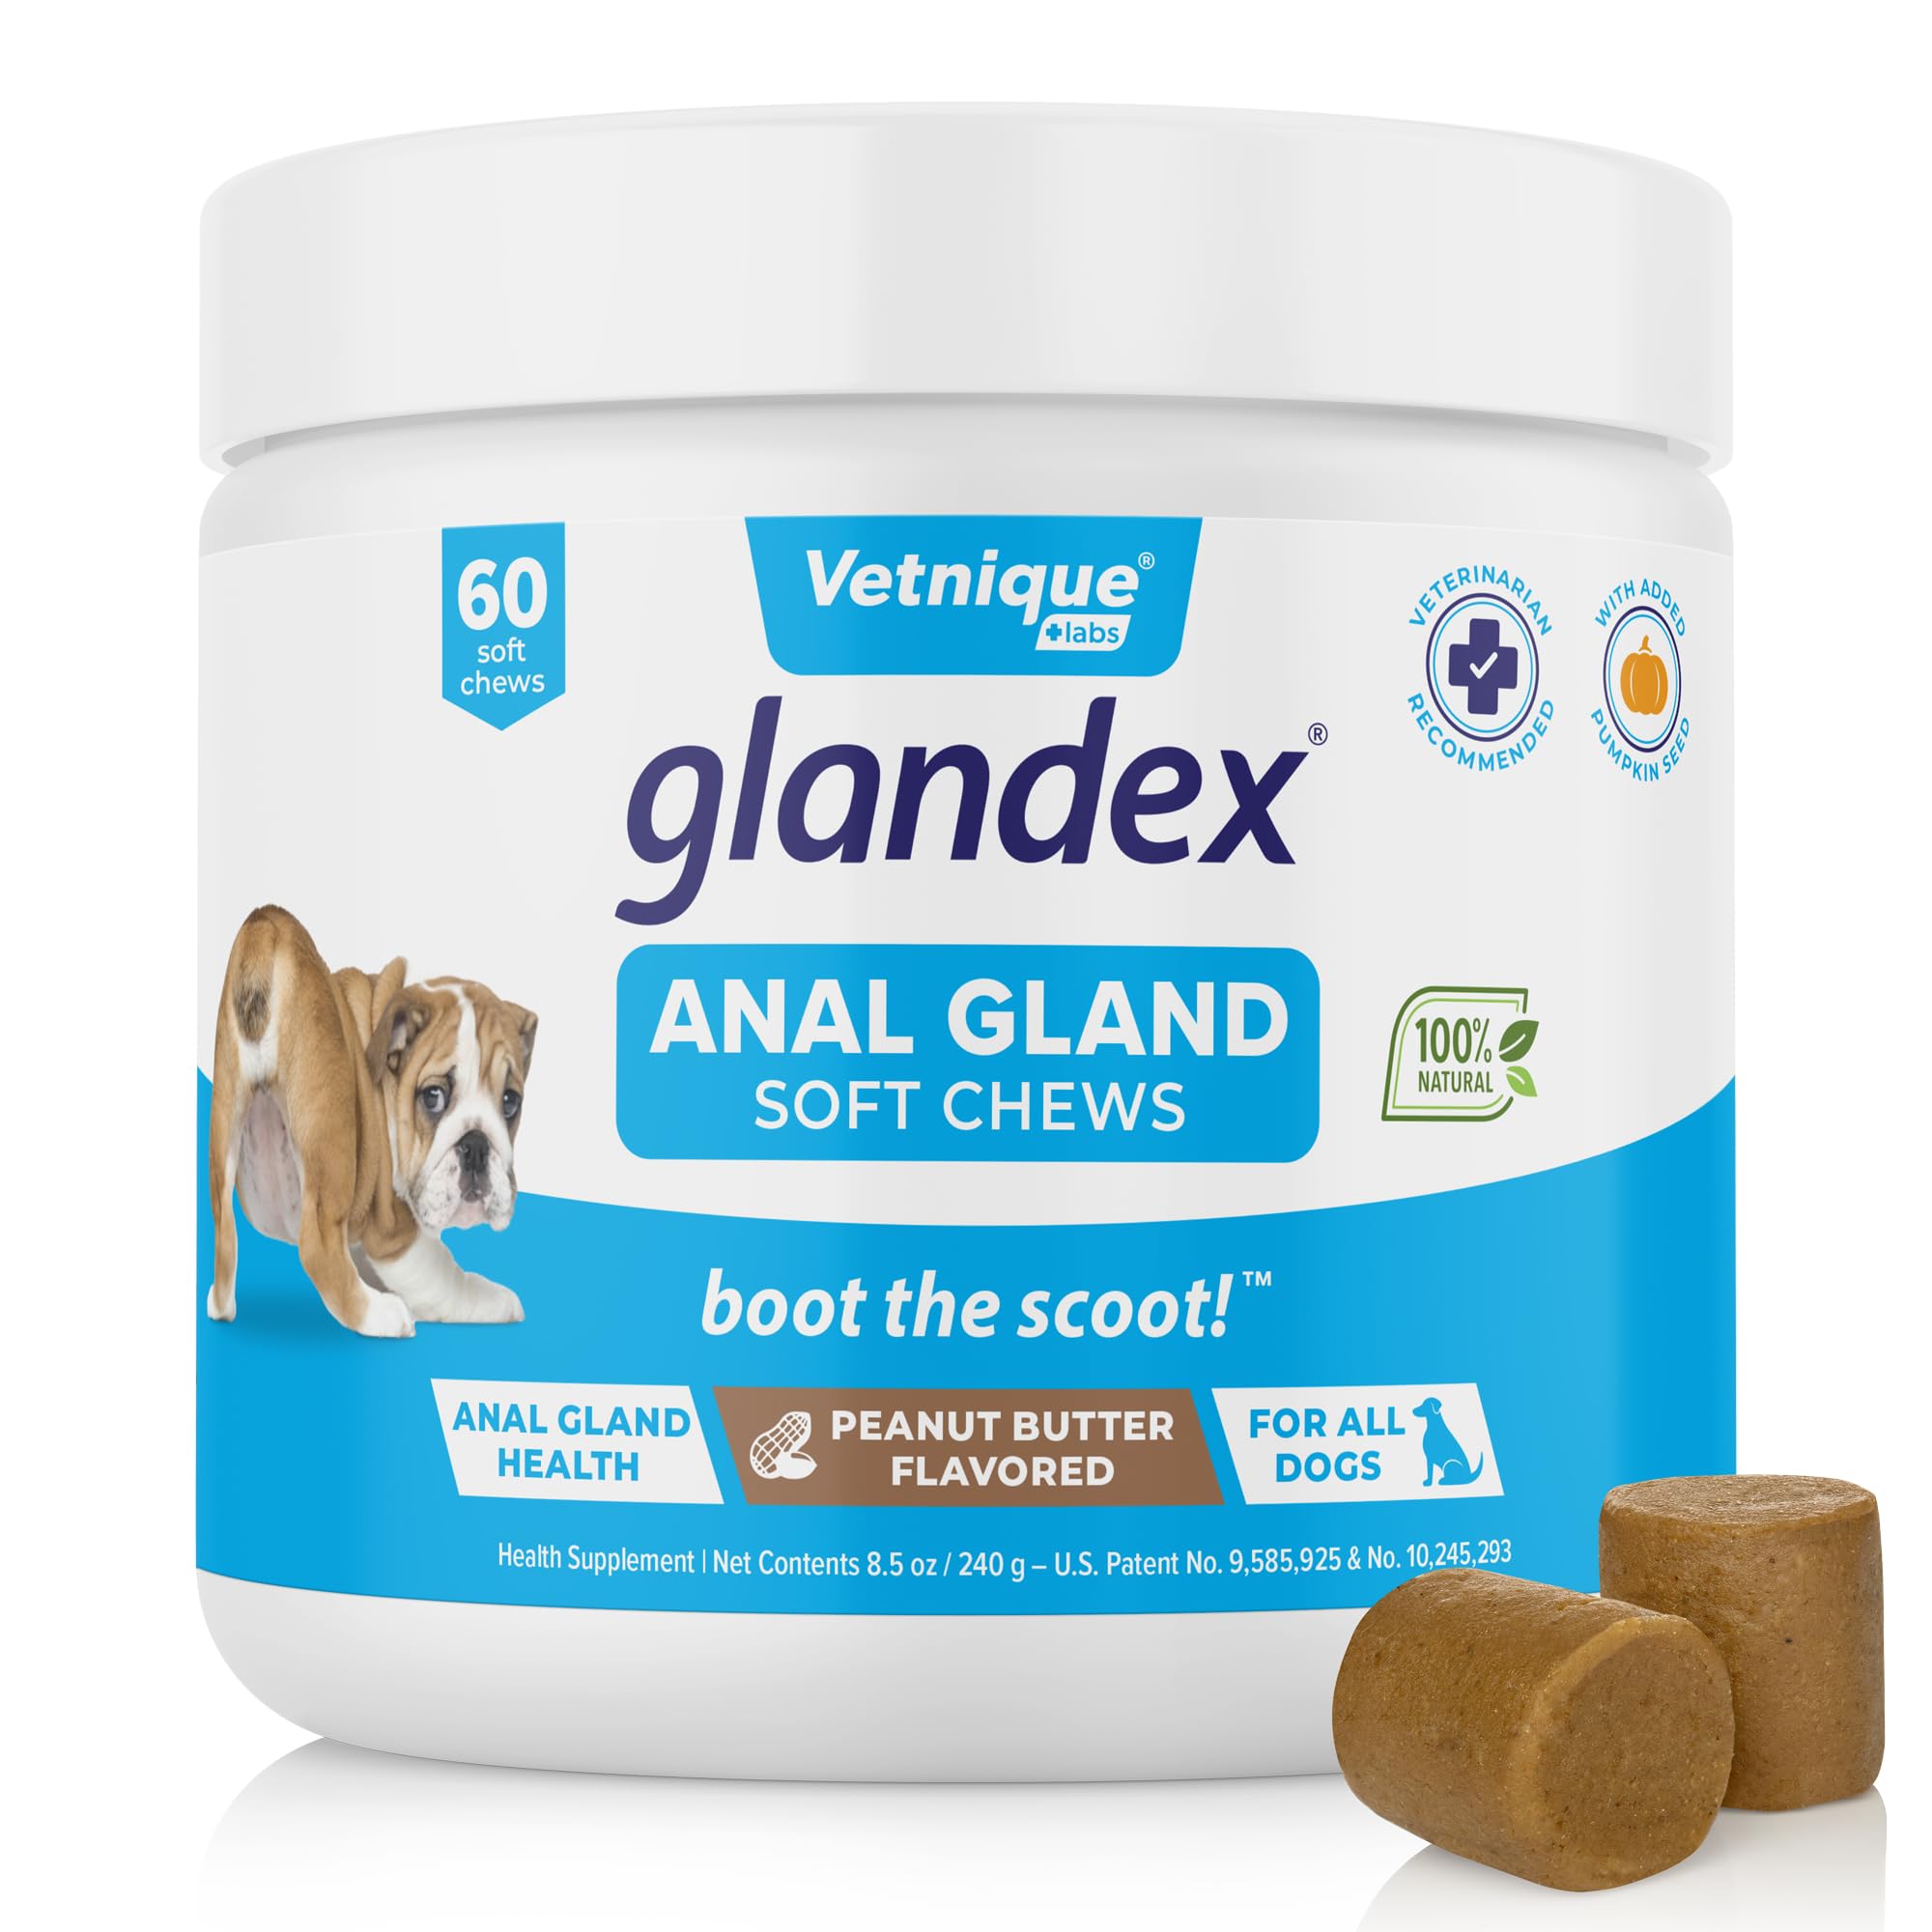 60
soft
chews
Vetnique®
+labs
glandex®
VETERINARIAN
RECOMMENDED
WITH ADDED
PUMPKIN SEED
ANAL GLAND
SOFT CHEWS
100%
NATURAL
boot the scoot!™
ANAL GLAND
HEALTH
PEANUT BUTTER
FLAVORED
FOR ALL
DOGS
Health Supplement | Net Contents 8.5 oz / 240 g – U.S. Patent No. 9,585,925 & No. 10,245,293